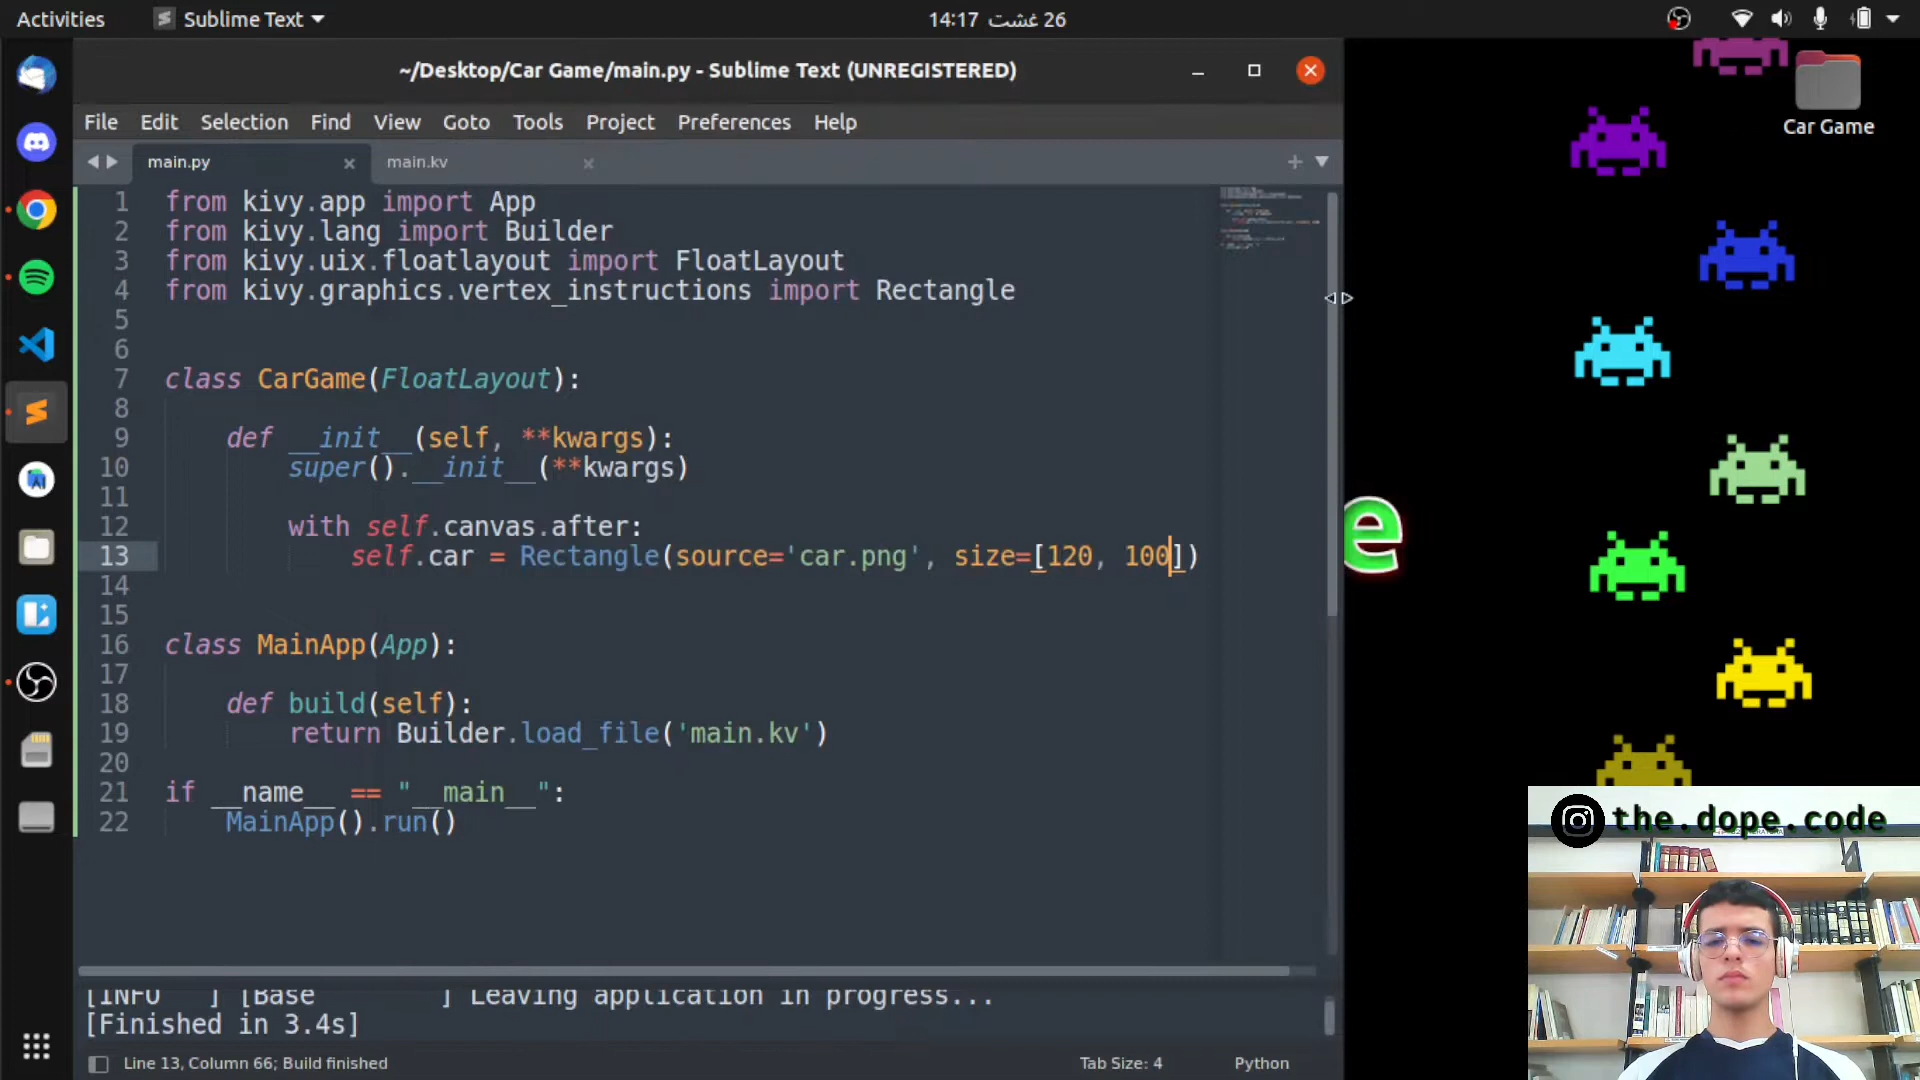 Activities
Sublime Text
26 غشت 14:17
~/Desktop/Car Game/main.py - Sublime Text (UNREGISTERED)
File Edit Selection Find View Goto Tools Project Preferences Help
main.py
main.kv
Car Game
1 from kivy.app import App
2 from kivy.lang import Builder
3 from kivy.uix.floatlayout import FloatLayout
4 from kivy.graphics.vertex_instructions import Rectangle
5
6
7 class CarGame(FloatLayout):
8
9 def __init__(self, **kwargs):
10 super().__init__(**kwargs)
11
12 with self.canvas.after:
13 self.car = Rectangle(source='car.png', size=[120, 100])
14
15
16 class MainApp(App):
17
18 def build(self):
19 return Builder.load_file('main.kv')
20
21 if __name__ == "__main__":
22 MainApp().run()
e
[INFO ] [Base ] Leaving application in progress...
[Finished in 3.4s]
Line 13, Column 66; Build finished
Tab Size: 4
Python
the.dope.code